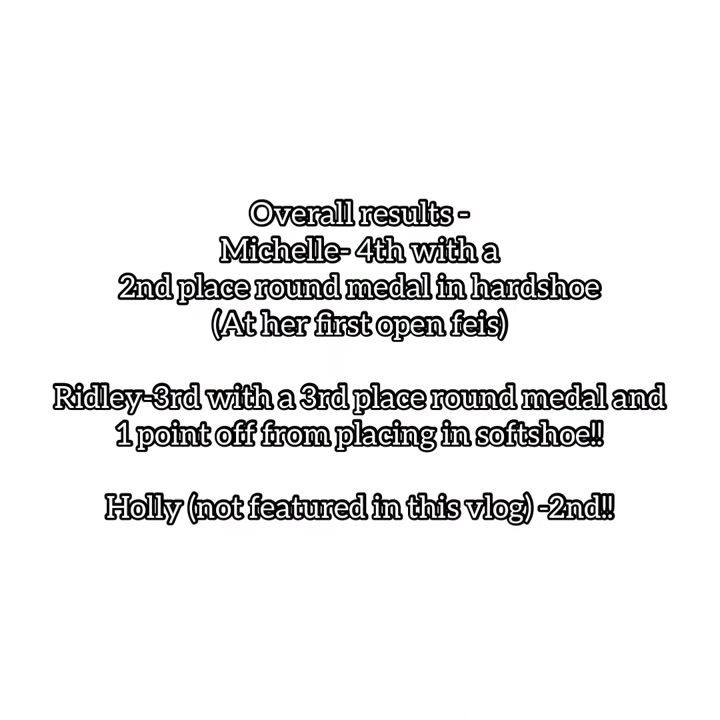 Overall results -
Michelle- 4th with a
2nd place round medal in hardshoe
(At her first open feis)
Ridley-3rd with a 3rd place round medal and
1 point off from placing in softshoe!!
Holly (not featured in this vlog) -2nd!!